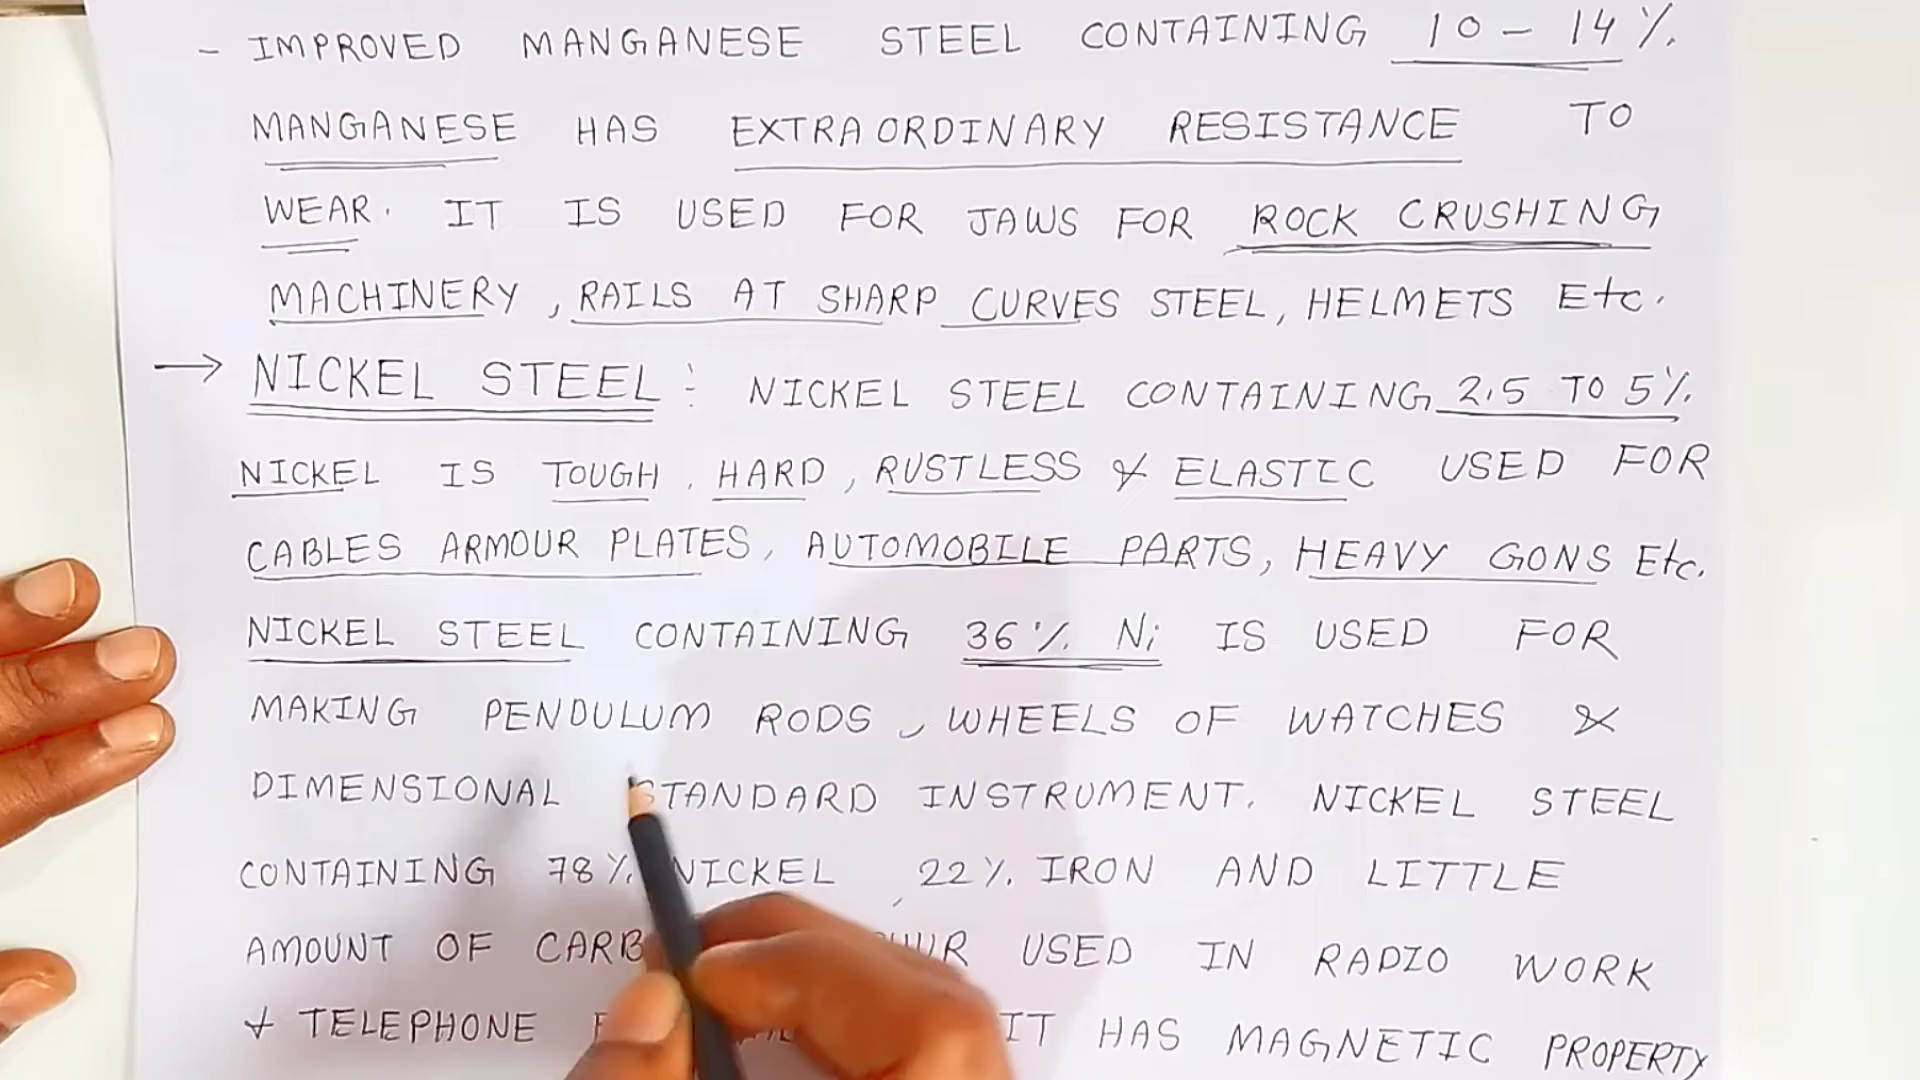 - IMPROVED MANGANESE STEEL CONTAINING 10 - 14 %.
MANGANESE HAS EXTRA ORDINARY RESISTANCE TO
WEAR. IT IS USED FOR JAWS FOR ROCK CRUSHING
MACHINERY, RAILS AT SHARP CURVES STEEL, HELMETS Etc.
→ NICKEL STEEL :- NICKEL STEEL CONTAINING 2.5 TO 5%.
NICKEL IS TOUGH, HARD, RUSTLESS & ELASTIC USED FOR
CABLES ARMOUR PLATES, AUTOMOBILE PARTS, HEAVY GONS Etc.
NICKEL STEEL CONTAINING 36 %. Ni IS USED FOR
MAKING PENDULUM RODS, WHEELS OF WATCHES &
DIMENSIONAL STANDARD INSTRUMENT. NICKEL STEEL
CONTAINING 78 %. NICKEL, 22 %. IRON AND LITTLE
AMOUNT OF USED IN RADIO WORK
& TELEPHONE IT HAS MAGNETIC PROPERTY